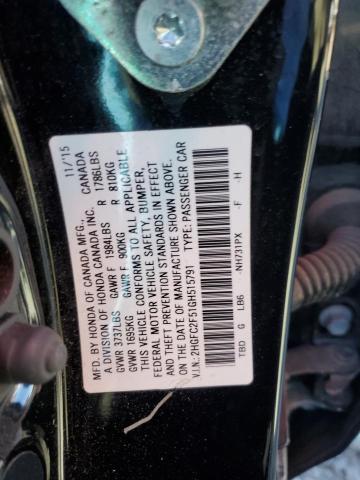 MFD. BY HONDA OF CANADA MFG., CANADA 11/15
A DIVISION OF HONDA CANADA INC.
GVWR 3737LBS GAWR F 1984LBS R 1786LBS
GVWR 1695KG GAWR F 900KG R 810KG
THIS VEHICLE CONFORMS TO ALL APPLICABLE
FEDERAL MOTOR VEHICLE SAFETY, BUMPER,
AND THEFT PREVENTION STANDARDS IN EFFECT
ON THE DATE OF MANUFACTURE SHOWN ABOVE.
V.I.N.: 2HGFC2F51GH515791 TYPE: PASSENGER CAR
TBD G LB6 -NH731PX -F -H